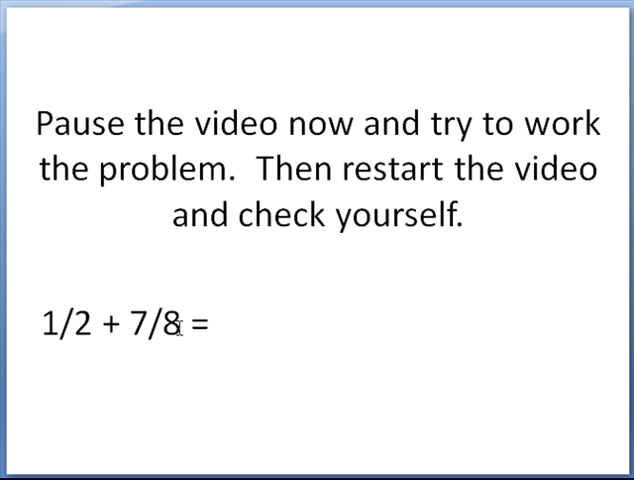 Pause the video now and try to work
the problem.  Then restart the video
and check yourself.
1/2 + 7/8 =